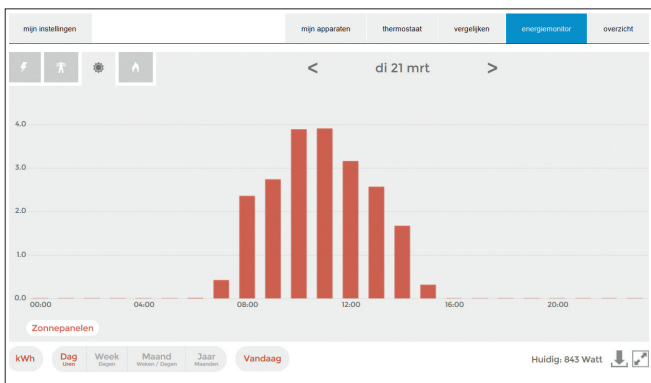 mijn instellingen
mijn apparaten
thermostaat
vergelijken
energiemonitor
overzicht
< di 21 mrt >
4.0
3.0
2.0
1.0
0.0
00:00 04:00 08:00 12:00 16:00 20:00
Zonnepanelen
kWh
Dag
Uren
Week
Dagen
Maand
Weken / Dagen
Jaar
Maanden
Vandaag
Huidig: 843 Watt